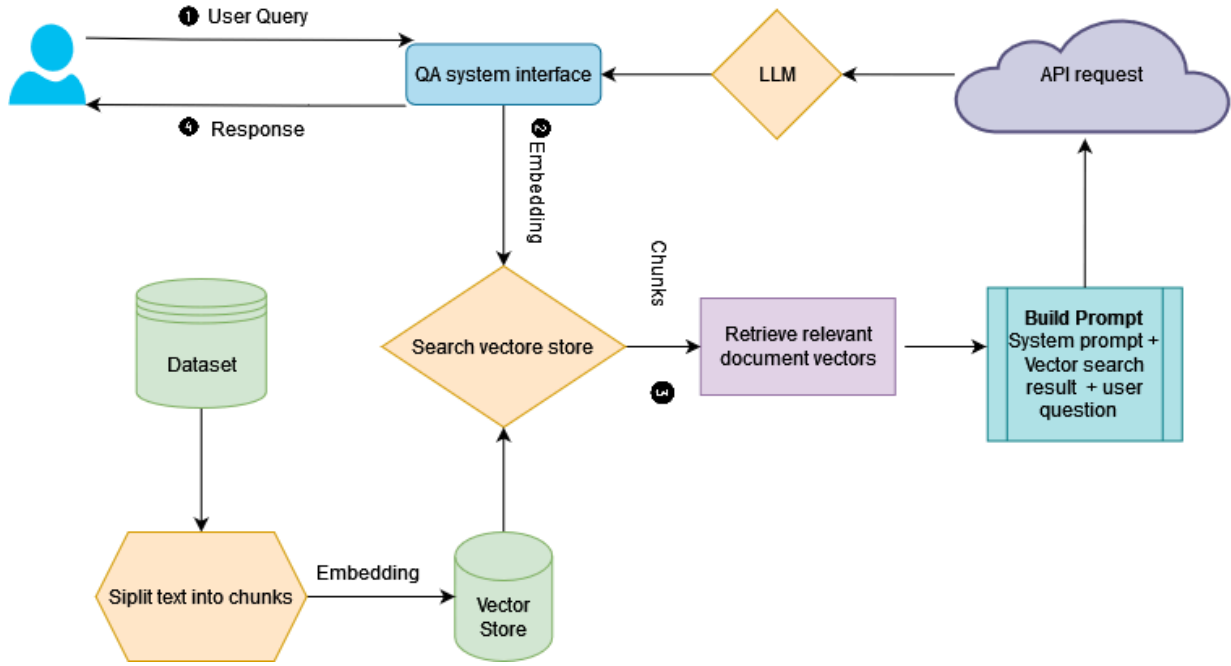 ❶ User Query
QA system interface
LLM
API request
❹ Response
❷ Embedding
Chunks
Search vectore store
❸
Retrieve relevant
document vectors
Build Prompt
System prompt +
Vector search
result + user
question
Dataset
Siplit text into chunks
Embedding
Vector
Store